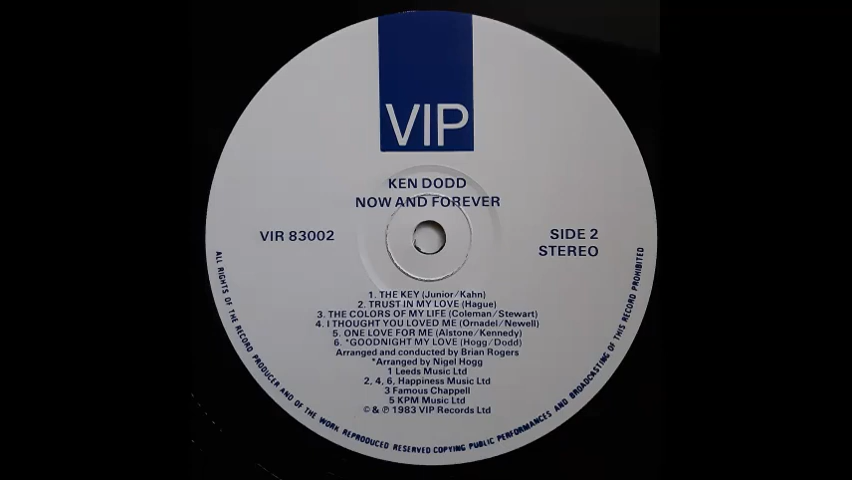 VIP
KEN DODD
NOW AND FOREVER
VIR 83002
SIDE 2
STEREO
1. THE KEY (Junior/Kahn)
2. TRUST IN MY LOVE (Hague)
3. THE COLORS OF MY LIFE (Coleman/Stewart)
4. I THOUGHT YOU LOVED ME (Ornadel/Newell)
5. ONE LOVE FOR ME (Alstone/Kennedy)
6. *GOODNIGHT MY LOVE (Hogg/Dodd)
Arranged and conducted by Brian Rogers
*Arranged by Nigel Hogg
1 Leeds Music Ltd
2, 4, 6, Happiness Music Ltd
3 Famous Chappell
5 KPM Music Ltd
© & ℗ 1983 VIP Records Ltd
ALL RIGHTS OF THE RECORD PRODUCER AND OF THE WORK REPRODUCED RESERVED COPYING PUBLIC PERFORMANCES AND BROADCASTING OF THIS RECORD PROHIBITED